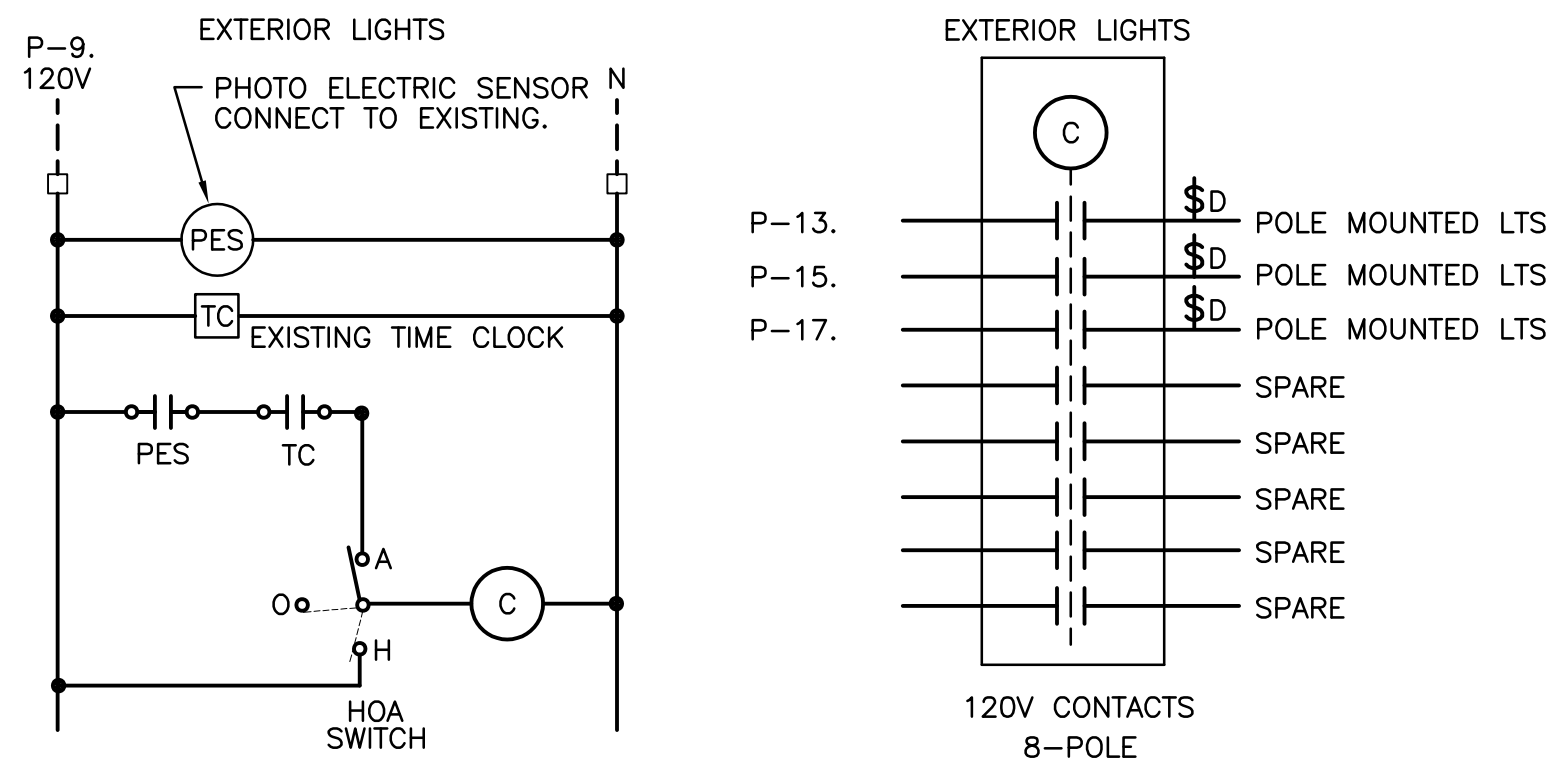 EXTERIOR LIGHTS
P-9.
120V
PHOTO ELECTRIC SENSOR
CONNECT TO EXISTING.
N
PES
TC
EXISTING TIME CLOCK
PES
TC
A
O
C
H
HOA
SWITCH
EXTERIOR LIGHTS
C
P-13.
$D
POLE MOUNTED LTS
P-15.
$D
POLE MOUNTED LTS
P-17.
$D
POLE MOUNTED LTS
SPARE
SPARE
SPARE
SPARE
SPARE
120V CONTACTS
8-POLE